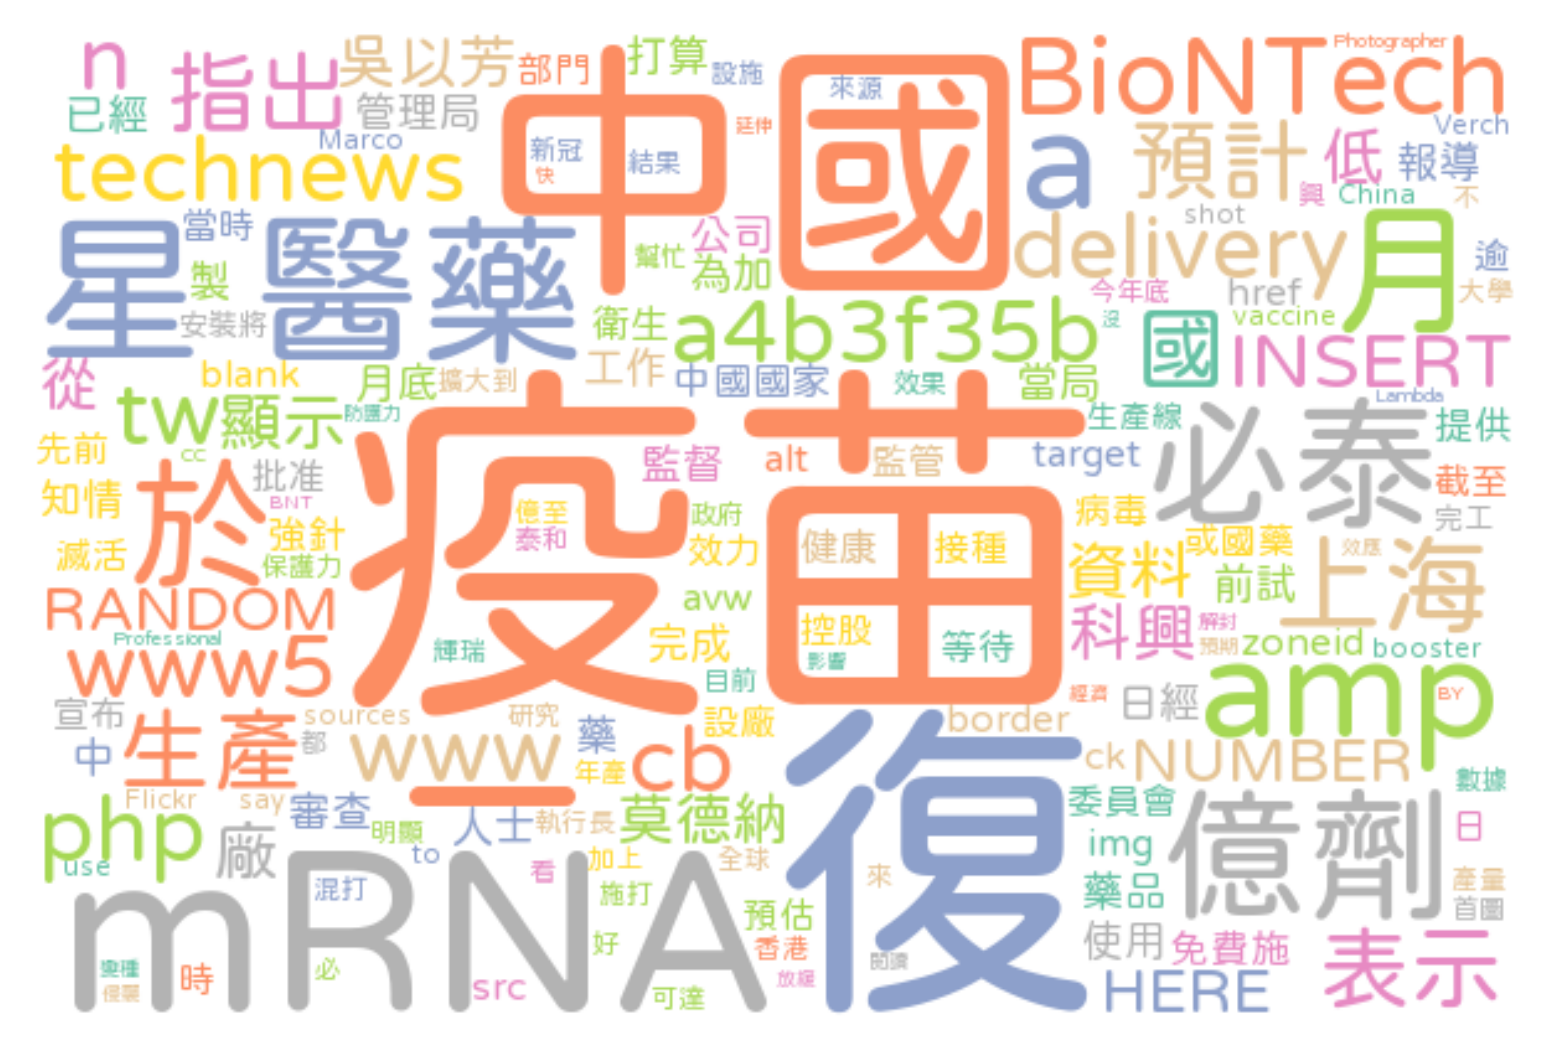 n
指出
吳以芳
部門
打算
設施
來源
BioNTech
Photographer
已經
管理局
中國
延伸
Marco
technews
新冠
結果
快
a
預計
低
報導
Verch
興
China
不
當時
星醫藥
公司
幫忙
為加
delivery
shot
月
逾
製
安裝將
衛生
a4b3f35b
沒
今年底
href
vaccine
大學
國
INSERT
從
blank
月底
擴大到
工作
中國國家
效果
當局
Lambda
tw
顯示
防護力
疫苗
生產線
必泰
提供
先前
cc
批准
監督
alt
監管
target
截至
知情
於
BNT
強針
億至
泰和
政府
效力
健康
接種
病毒
完工
滅活
保護力
資料
或國藥
效應
上海
前試
RANDOM
avw
Professional
www5
輝瑞
完成
控股
影響
等待
科興
解封
預期
zoneid
booster
目前
經濟
日經
amp
BY
宣布
sources
研究
設廠
border
中
生產
都
www
藥
年產
cb
復
ck
NUMBER
數據
一
Flickr
say
審查
明顯
人士
執行長
莫德納
委員會
億劑
日
php
use
廠
to
看
加上
全球
img
mRNA
混打
施打
來
藥品
產量
首圖
預估
好
香港
使用
免費施
表示
變種
侵襲
時
必
src
可達
放緩
閱讀
HERE